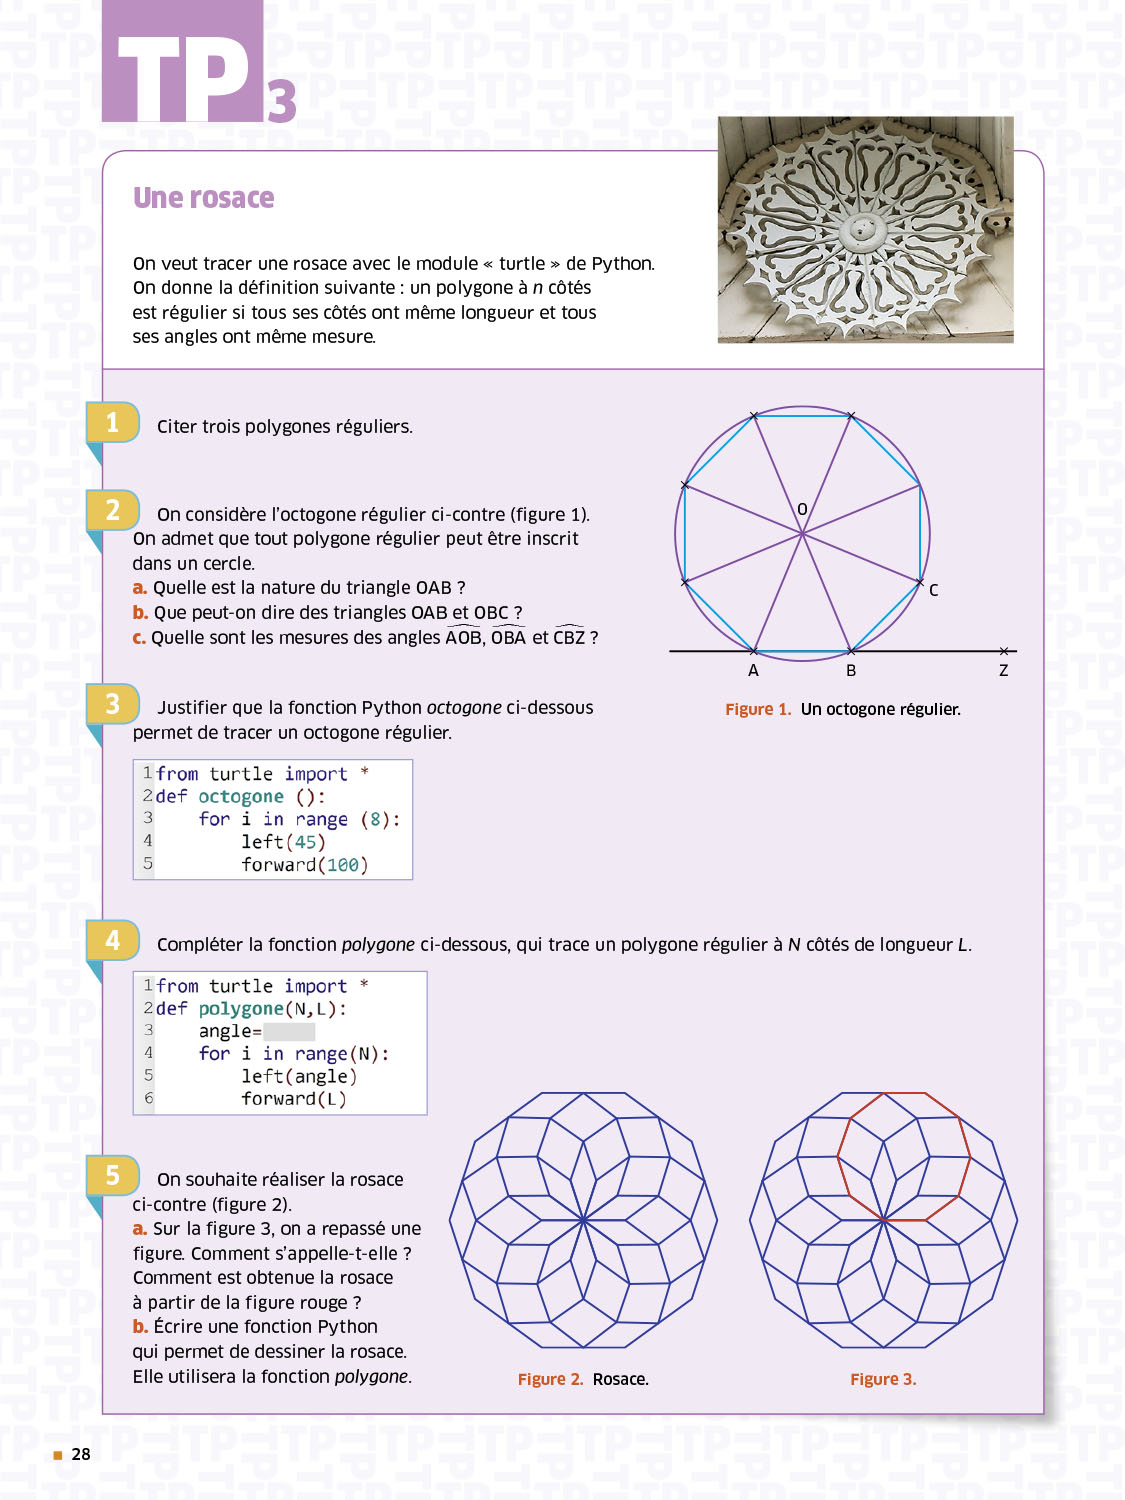 TP 3
Une rosace
On veut tracer une rosace avec le module « turtle » de Python.
On donne la définition suivante : un polygone à n côtés
est régulier si tous ses côtés ont même longueur et tous
ses angles ont même mesure.
1 Citer trois polygones réguliers.
2 On considère l'octogone régulier ci-contre (figure 1).
On admet que tout polygone régulier peut être inscrit
dans un cercle.
a. Quelle est la nature du triangle OAB ?
b. Que peut-on dire des triangles OAB et OBC ?
c. Quelle sont les mesures des angles AOB, OBA et CBZ ?
O
C
A B Z
Figure 1. Un octogone régulier.
3 Justifier que la fonction Python octogone ci-dessous
permet de tracer un octogone régulier.
1 from turtle import *
2 def octogone ():
3     for i in range (8):
4         left(45)
5         forward(100)
4 Compléter la fonction polygone ci-dessous, qui trace un polygone régulier à N côtés de longueur L.
1 from turtle import *
2 def polygone(N,L):
3     angle=
4     for i in range(N):
5         left(angle)
6         forward(L)
5 On souhaite réaliser la rosace
ci-contre (figure 2).
a. Sur la figure 3, on a repassé une
figure. Comment s'appelle-t-elle ?
Comment est obtenue la rosace
à partir de la figure rouge ?
b. Écrire une fonction Python
qui permet de dessiner la rosace.
Elle utilisera la fonction polygone.
Figure 2. Rosace.
Figure 3.
28